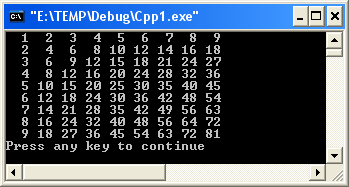 "E:\TEMP\Debug\Cpp1.exe"
1 2 3 4 5 6 7 8 9
2 4 6 8 10 12 14 16 18
3 6 9 12 15 18 21 24 27
4 8 12 16 20 24 28 32 36
5 10 15 20 25 30 35 40 45
6 12 18 24 30 36 42 48 54
7 14 21 28 35 42 49 56 63
8 16 24 32 40 48 56 64 72
9 18 27 36 45 54 63 72 81
Press any key to continue